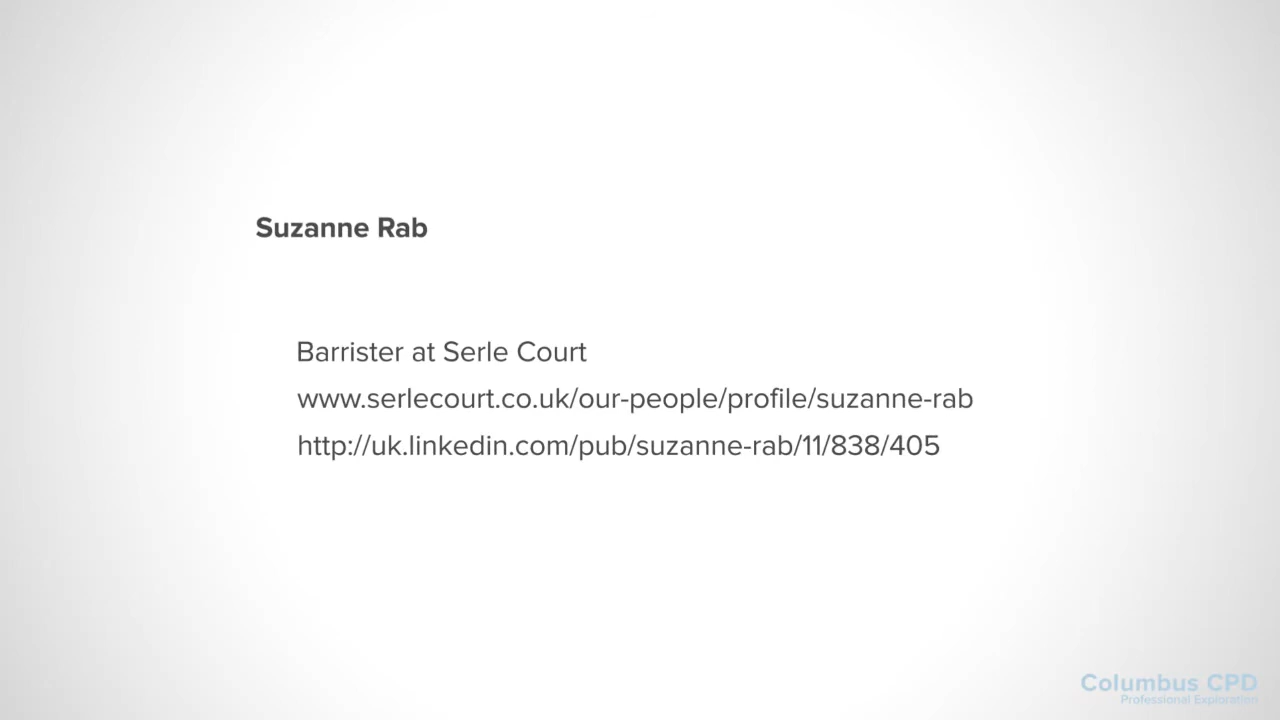 Suzanne Rab
Barrister at Serle Court
www.serlecourt.co.uk/our-people/profile/suzanne-rab
http://uk.linkedin.com/pub/suzanne-rab/11/838/405
Columbus CPD
Professional Exploration